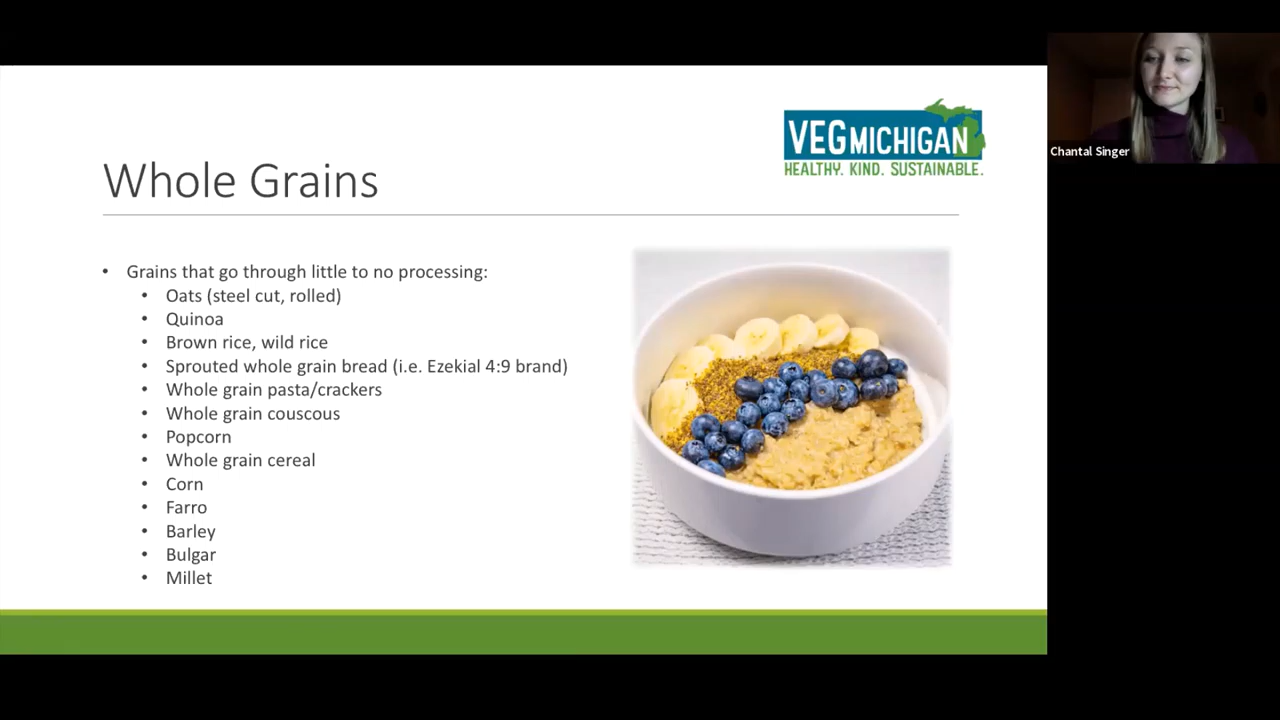 VEGMICHIGAN
HEALTHY. KIND. SUSTAINABLE.
Chantal Singer
Whole Grains
• Grains that go through little to no processing:
• Oats (steel cut, rolled)
• Quinoa
• Brown rice, wild rice
• Sprouted whole grain bread (i.e. Ezekial 4:9 brand)
• Whole grain pasta/crackers
• Whole grain couscous
• Popcorn
• Whole grain cereal
• Corn
• Farro
• Barley
• Bulgar
• Millet